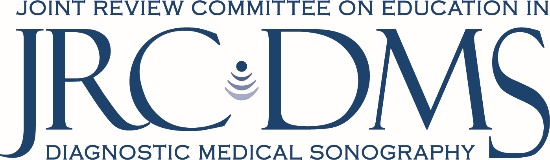 JOINT REVIEW COMMITTEE ON EDUCATION IN
JRC DMS
DIAGNOSTIC MEDICAL SONOGRAPHY